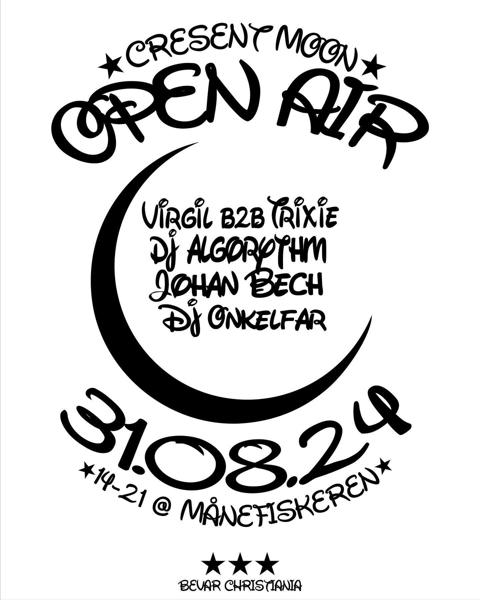 CRESENT MOON
OPEN AIR
VIRGIL B2B TRIXIE
DJ ALGORYTHM
JOHAN BECH
DJ ONKELFAR
31.08.24
14-21 @ MÅNEFISKEREN
BEVAR CHRISTIANIA